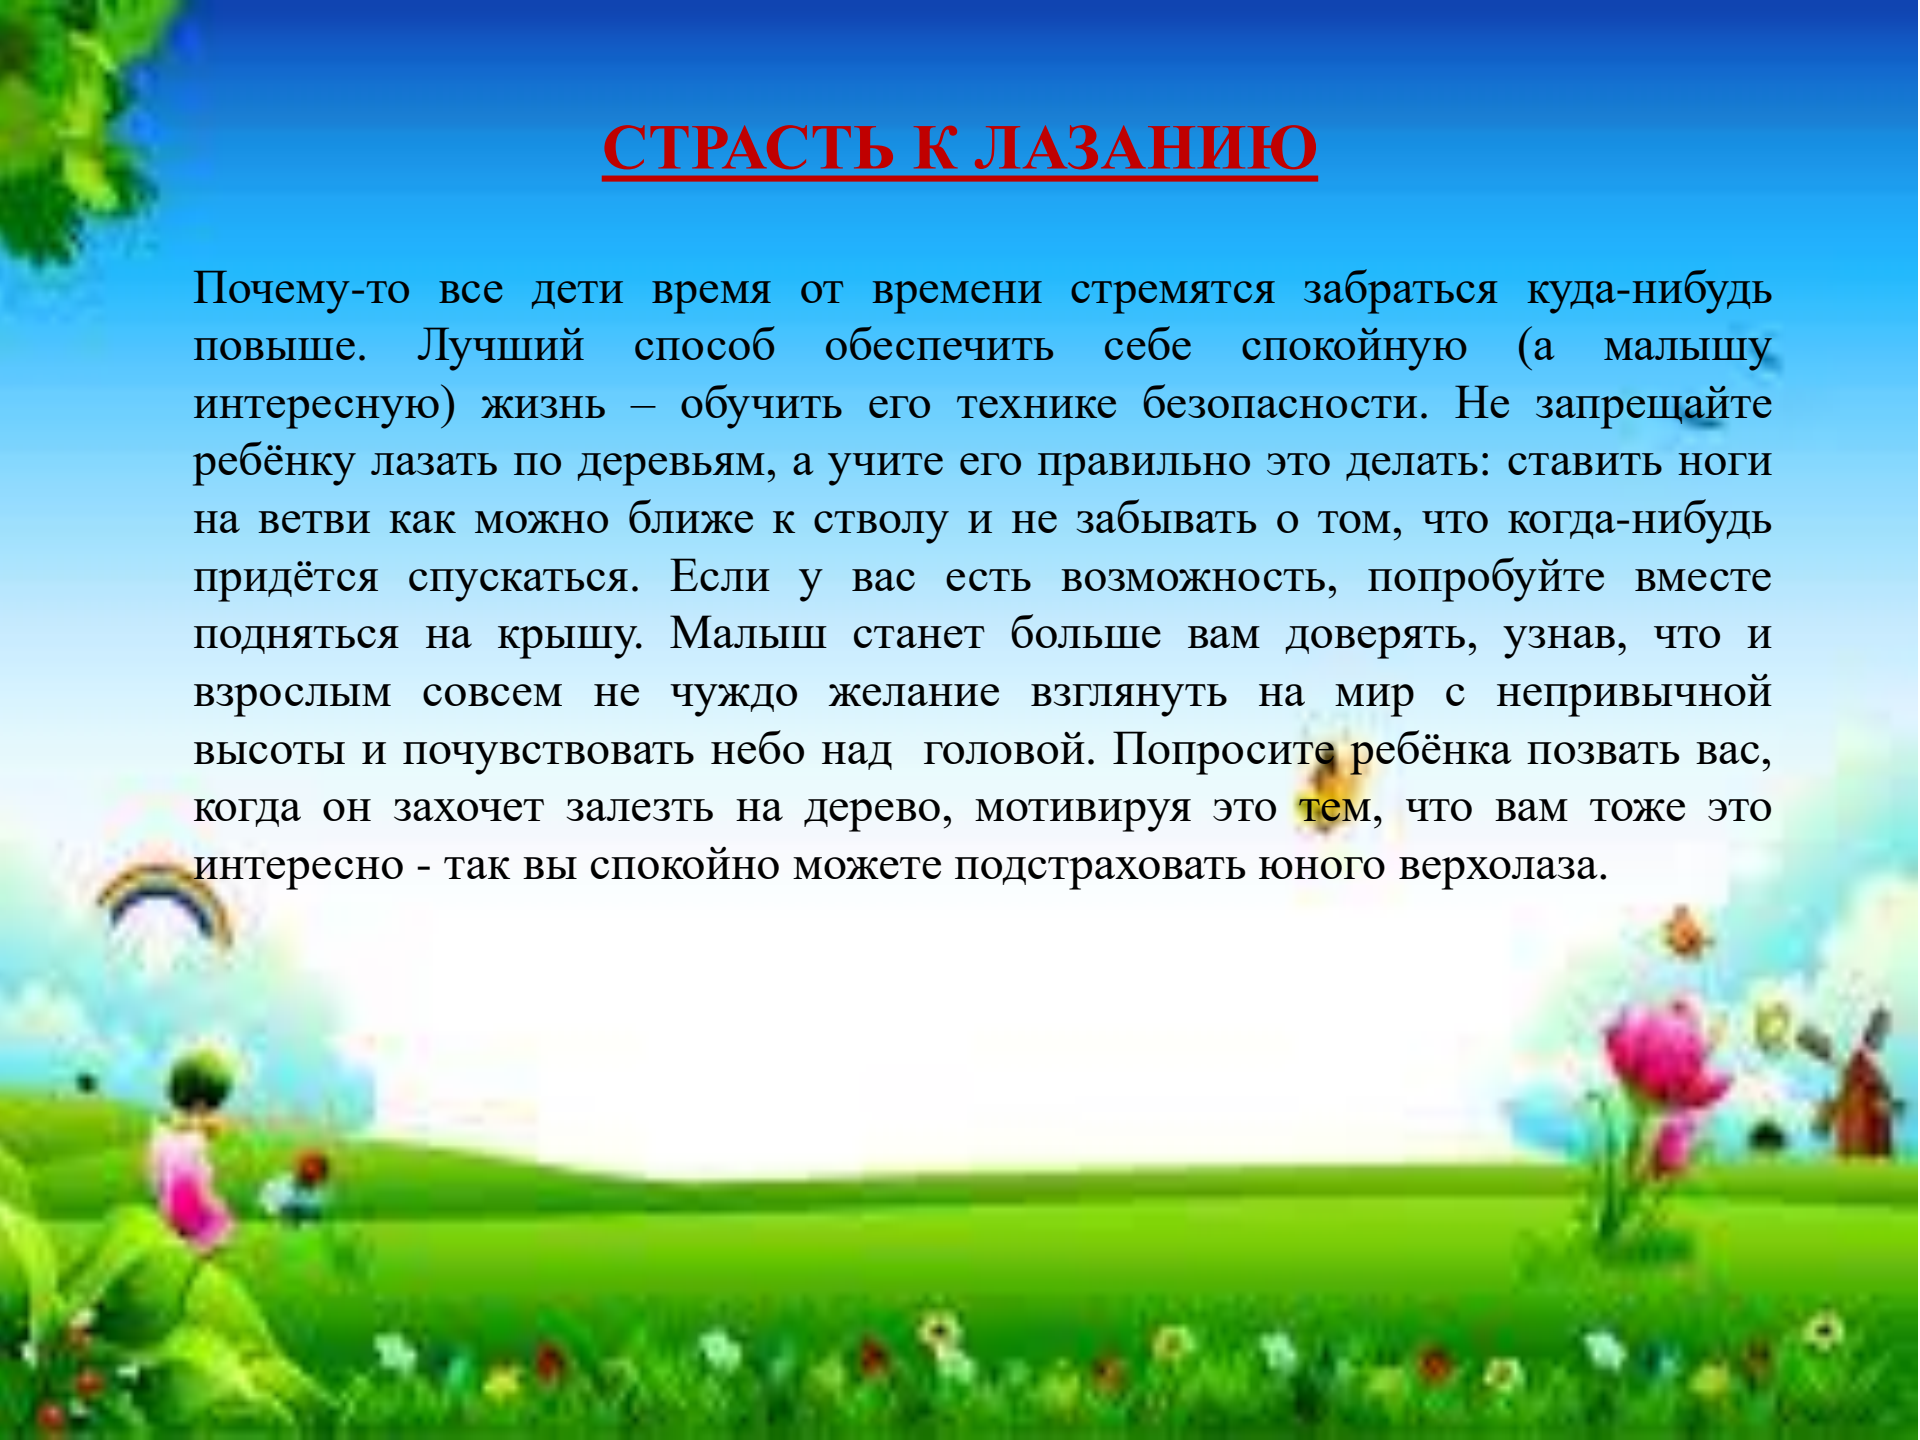 СТРАСТЬ К ЛАЗАНИЮ
Почему-то все дети время от времени стремятся забраться куда-нибудь
повыше. Лучший способ обеспечить себе спокойную (а малышу
интересную) жизнь – обучить его технике безопасности. Не запрещайте
ребёнку лазать по деревьям, а учите его правильно это делать: ставить ноги
на ветви как можно ближе к стволу и не забывать о том, что когда-нибудь
придётся спускаться. Если у вас есть возможность, попробуйте вместе
подняться на крышу. Малыш станет больше вам доверять, узнав, что и
взрослым совсем не чуждо желание взглянуть на мир с непривычной
высоты и почувствовать небо над  головой. Попросите ребёнка позвать вас,
когда он захочет залезть на дерево, мотивируя это тем, что вам тоже это
интересно - так вы спокойно можете подстраховать юного верхолаза.